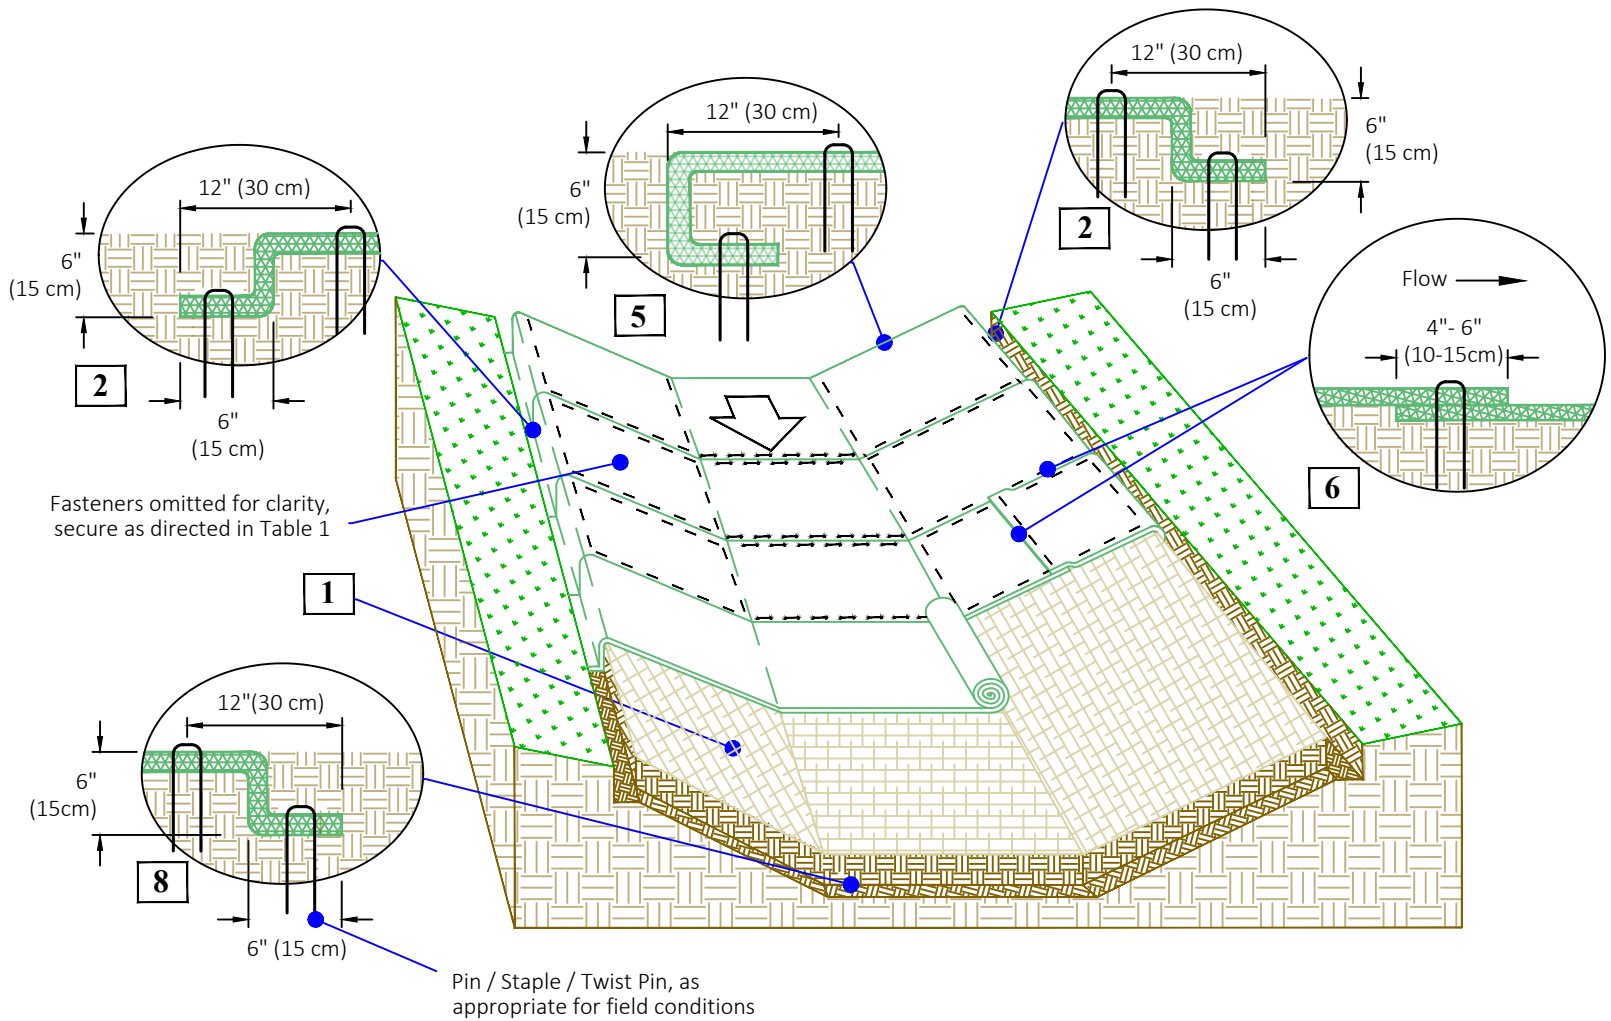 12" (30 cm)
6"
(15 cm)
6"
(15 cm)
2
12" (30 cm)
6"
(15 cm)
5
12" (30 cm)
6"
(15 cm)
2
6"
(15 cm)
Flow
4"- 6"
(10-15cm)
6
Fasteners omitted for clarity,
secure as directed in Table 1
1
12"(30 cm)
6"
(15cm)
8
6" (15 cm)
Pin / Staple / Twist Pin, as
appropriate for field conditions